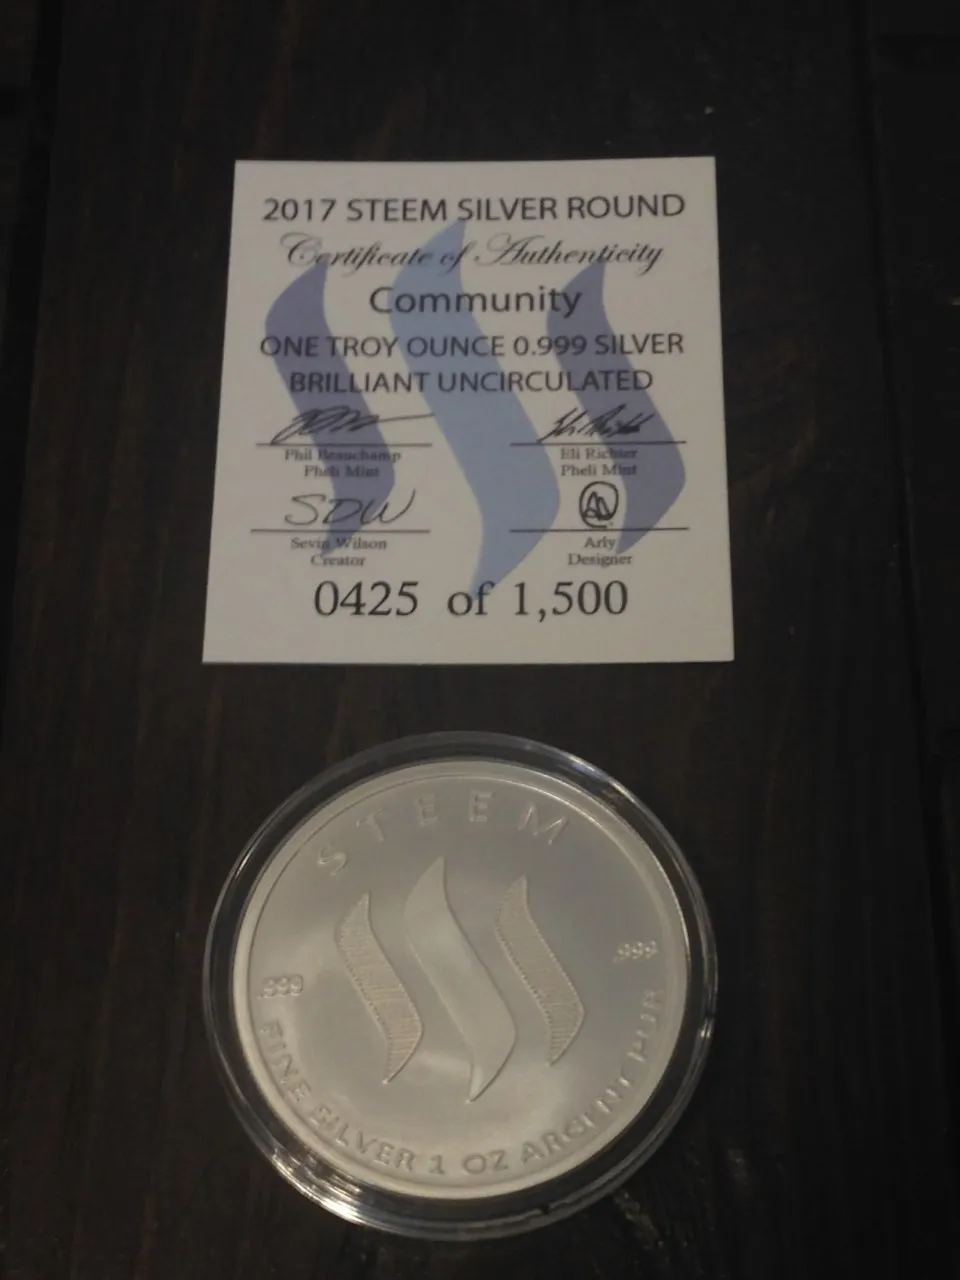 2017 STEEM SILVER ROUND
Certificate of Authenticity
Community
ONE TROY OUNCE 0.999 SILVER
BRILLIANT UNCIRCULATED
Phil Beauchamp
Pheli Mint
Eli Richter
Pheli Mint
SDW
Sevin Wilson
Creator
Arly
Designer
0425 of 1,500
STEEM
.999
.999
FINE SILVER 1 OZ ARGENT PUR